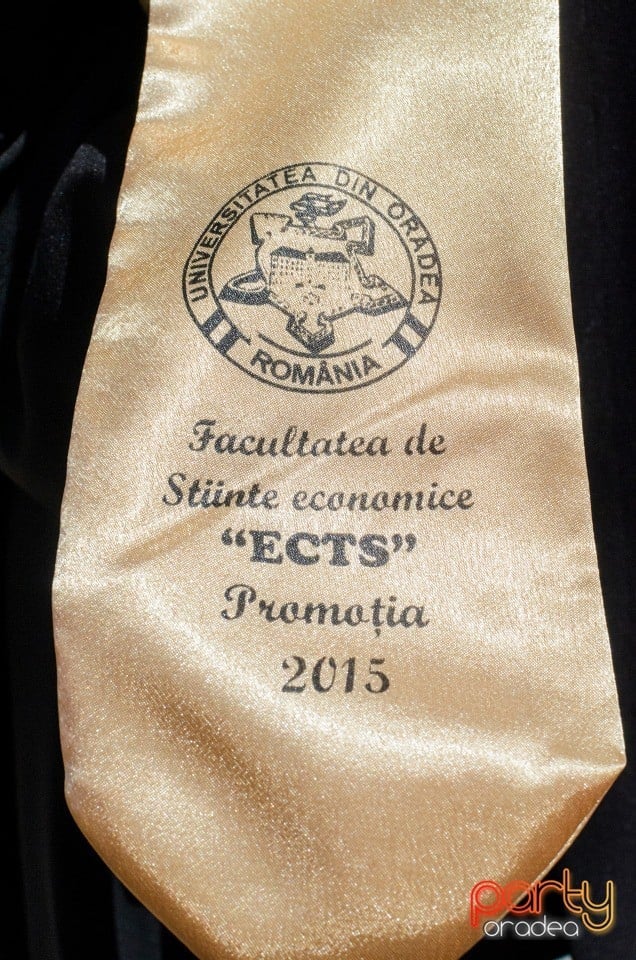 UNIVERSITATEA DIN ORADEA
ROMÂNIA
Facultatea de
Stiinte economice
“ECTS”
Promoția
2015
party
oradea